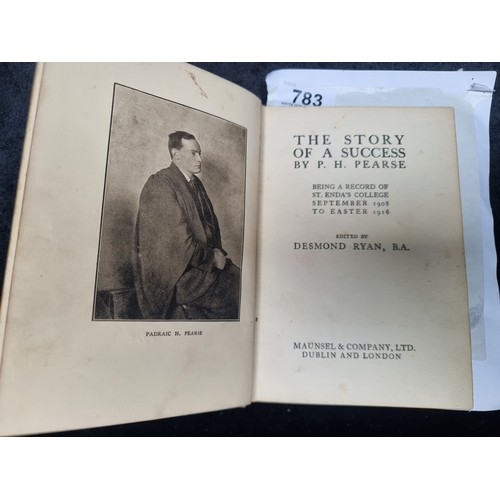 783
PADRAIC H. PEARSE
THE STORY
OF A SUCCESS
BY P. H. PEARSE
BEING A RECORD OF
ST. ENDA'S COLLEGE
SEPTEMBER 1908
TO EASTER 1916
EDITED BY
DESMOND RYAN, B.A.
MAUNSEL & COMPANY, LTD.
DUBLIN AND LONDON